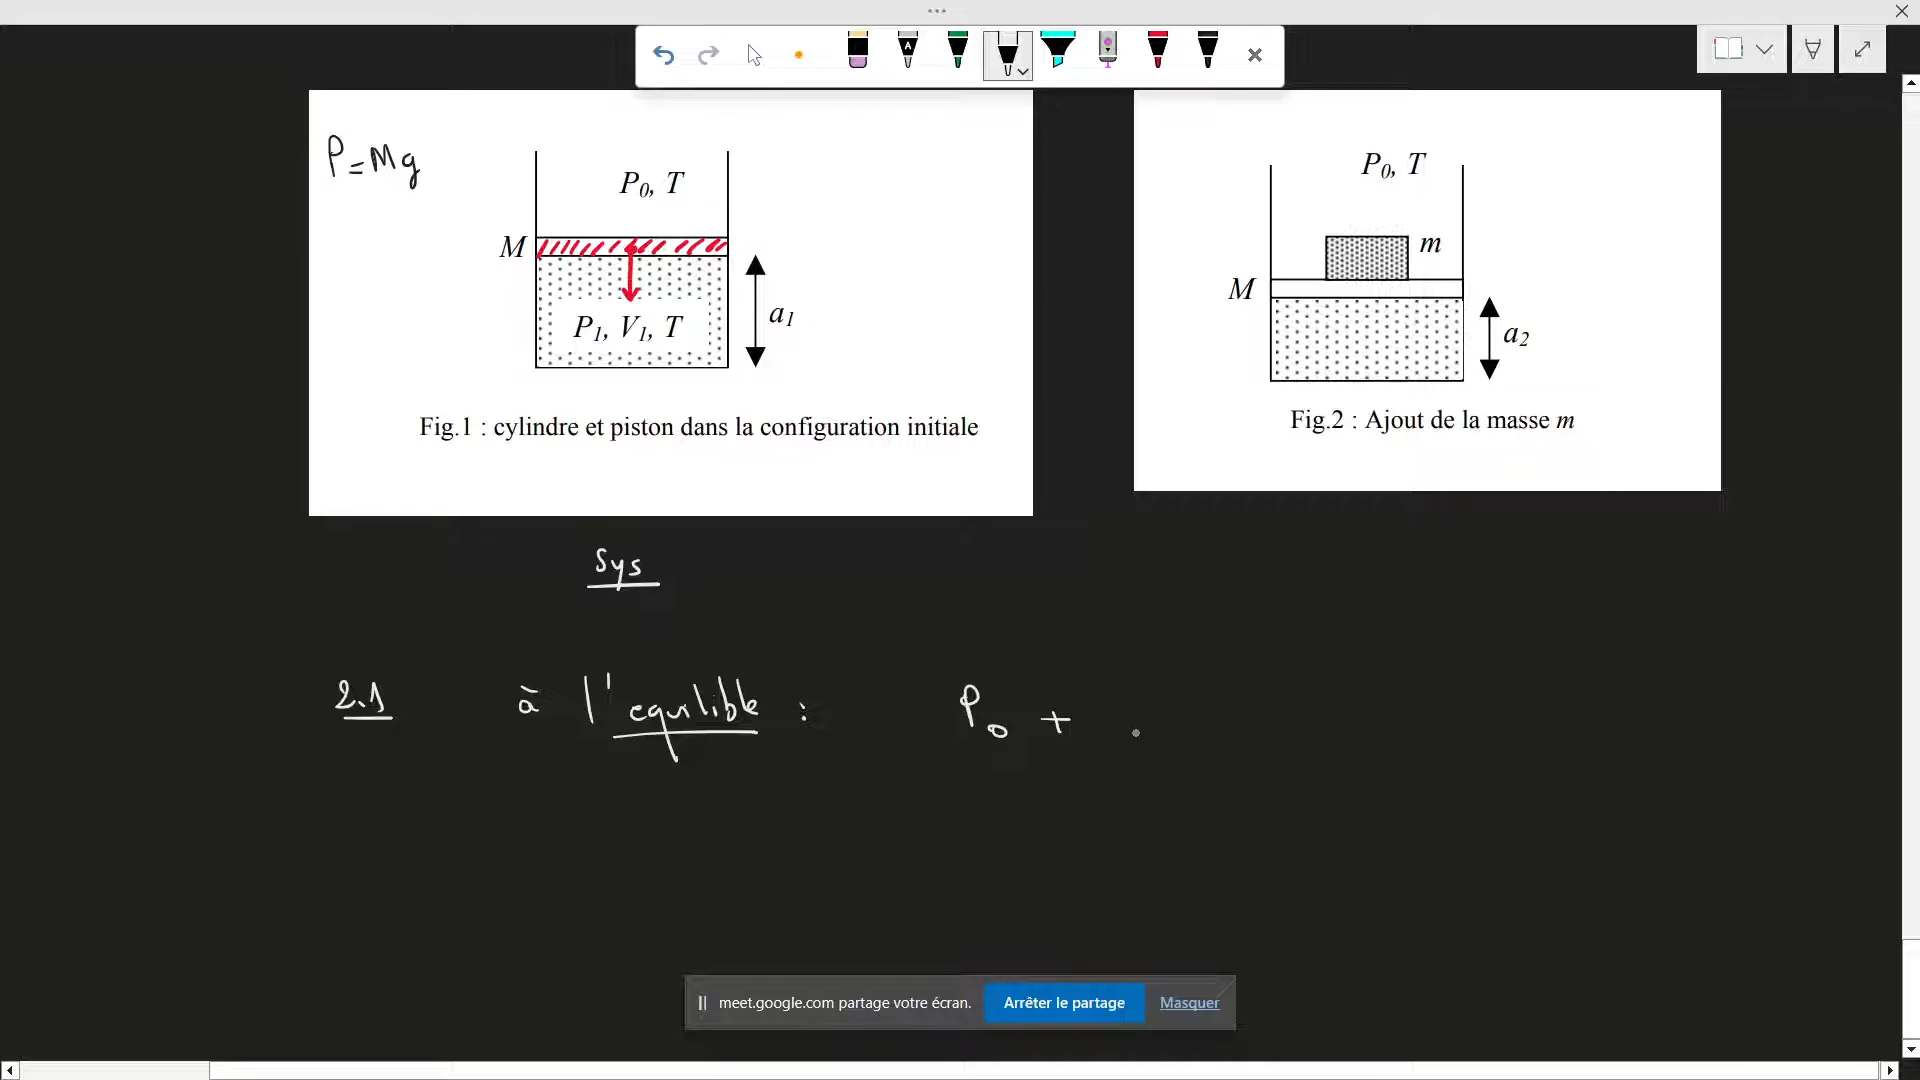 P=Mg
P0, T
M
P1, V1, T
a1
Fig.1 : cylindre et piston dans la configuration initiale
P0, T
m
M
a2
Fig.2 : Ajout de la masse m
Sys
2.1 à l'equilible : P0 +
meet.google.com partage votre écran. Arrêter le partage Masquer